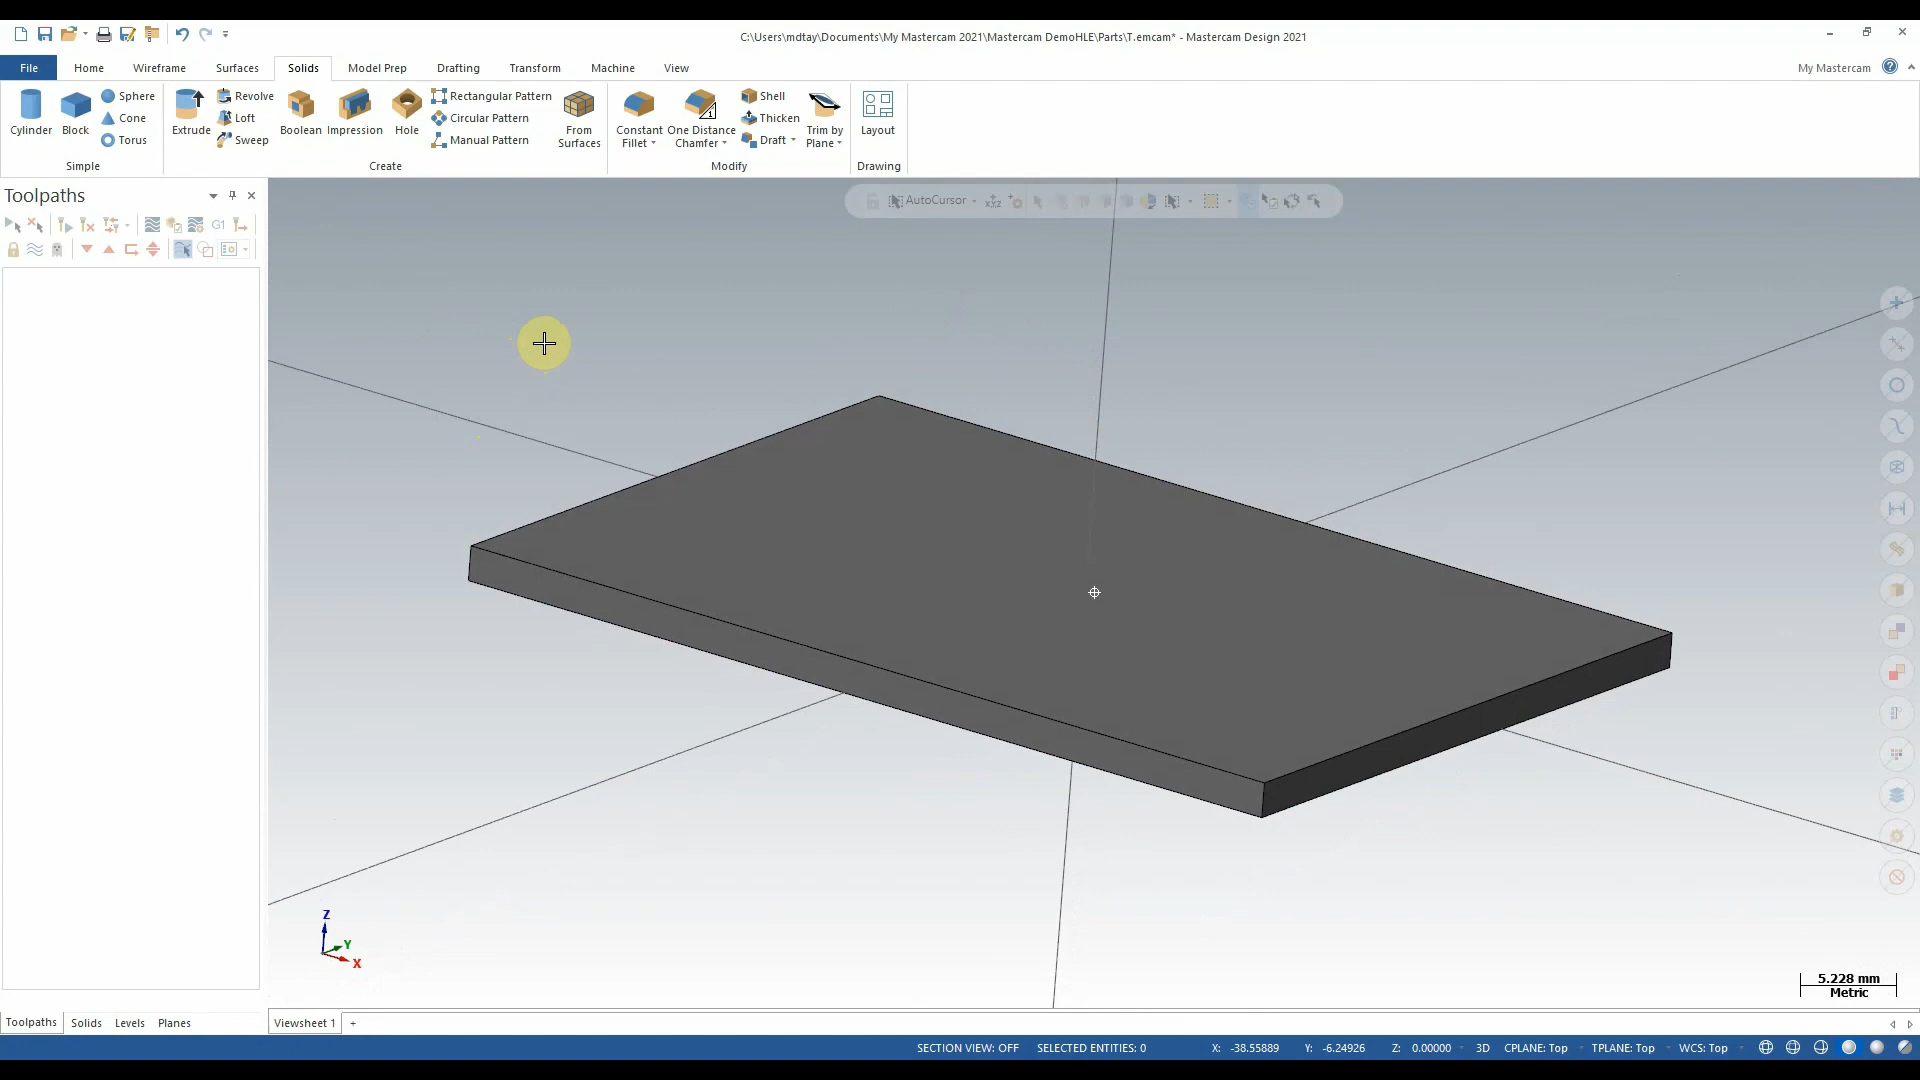 C:\Users\mdtay\Documents\My Mastercam 2021\Mastercam DemoHLE\Parts\T.emcam* - Mastercam Design 2021
File Home Wireframe Surfaces Solids Model Prep Drafting Transform Machine View My Mastercam
Cylinder
Block
Sphere
Cone
Torus
Simple
Extrude
Revolve
Loft
Sweep
Boolean
Impression
Hole
Rectangular Pattern
Circular Pattern
Manual Pattern
From
Surfaces
Create
Constant
Fillet
One Distance
Chamfer
Shell
Thicken
Draft
Trim by
Plane
Modify
Layout
Drawing
Toolpaths
G1
AutoCursor
xyz
Z
Y
X
5.228 mm
Metric
Toolpaths Solids Levels Planes
Viewsheet 1 +
SECTION VIEW: OFF SELECTED ENTITIES: 0 X: -38.55889 Y: -6.24926 Z: 0.00000 3D CPLANE: Top TPLANE: Top WCS: Top